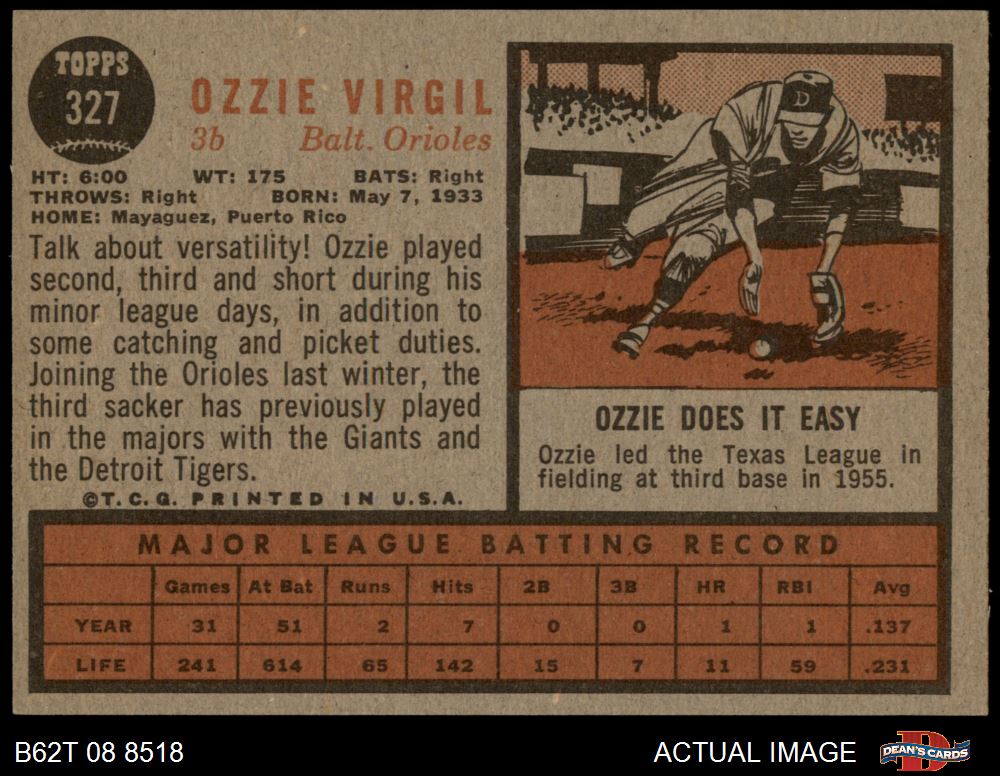 TOPPS
327
OZZIE VIRGIL
3b Balt. Orioles
HT: 6:00 WT: 175 BATS: Right
THROWS: Right BORN: May 7, 1933
HOME: Mayaguez, Puerto Rico
Talk about versatility! Ozzie played
second, third and short during his
minor league days, in addition to
some catching and picket duties.
Joining the Orioles last winter, the
third sacker has previously played
in the majors with the Giants and
the Detroit Tigers.
©T.C.G. PRINTED IN U.S.A.
D
OZZIE DOES IT EASY
Ozzie led the Texas League in
fielding at third base in 1955.
MAJOR LEAGUE BATTING RECORD
Games At Bat Runs Hits 2B 3B HR RBI Avg
YEAR 31 51 2 7 0 0 1 1 .137
LIFE 241 614 65 142 15 7 11 59 .231
B62T 08 8518 ACTUAL IMAGE
D
DEAN'S CARDS